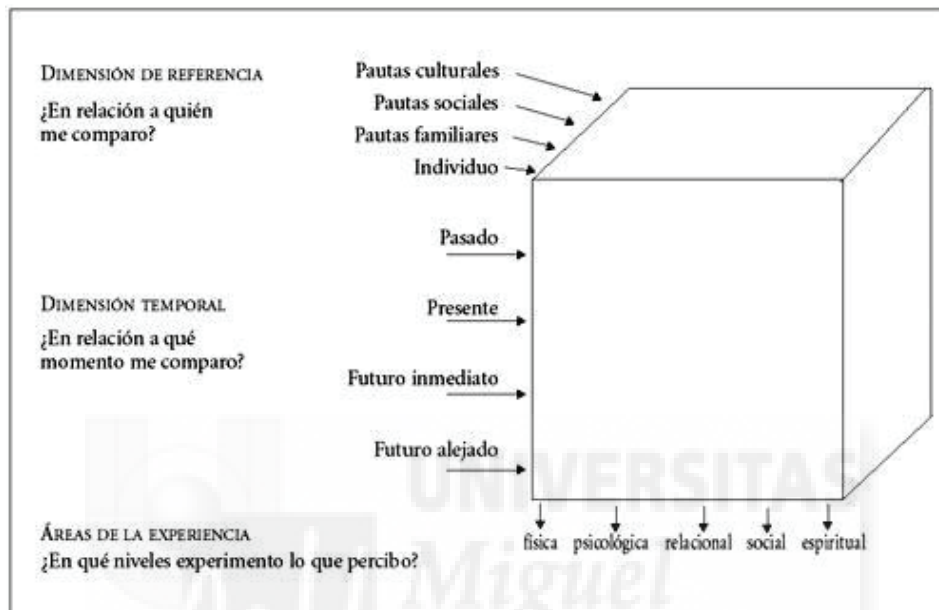 DIMENSIÓN DE REFERENCIA
¿En relación a quién
me comparo?
Pautas culturales
Pautas sociales
Pautas familiares
Individuo
Pasado
DIMENSIÓN TEMPORAL
¿En relación a qué
momento me comparo?
Presente
Futuro inmediato
Futuro alejado
ÁREAS DE LA EXPERIENCIA
¿En qué niveles experimento lo que percibo?
física psicológica relacional social espiritual
UNIVERSITAS
Miguel